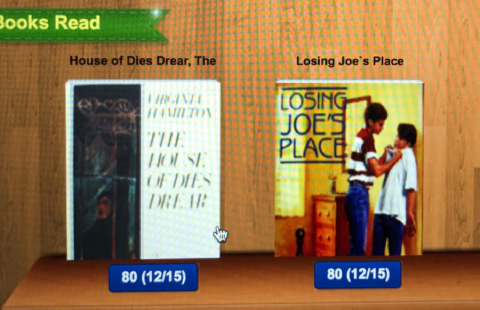 Books Read
House of Dies Drear, The
Losing Joe`s Place
VIRGINIA
HAMILTON
THE
HOUSE
OF DIES
DREAR
LOSING
JOE'S
PLACE
80 (12/15)
80 (12/15)